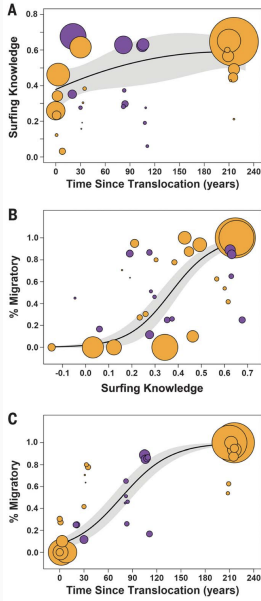 A
Surfing Knowledge
0.8
0.6
0.4
0.2
0.0
0 30 60 90 120 150 180 210 240
Time Since Translocation (years)
B
% Migratory
1.0
0.8
0.6
0.4
0.2
0.0
-0.1 0.0 0.1 0.2 0.3 0.4 0.5 0.6 0.7
Surfing Knowledge
C
% Migratory
1.0
0.8
0.6
0.4
0.2
0.0
0 30 60 90 120 150 180 210 240
Time Since Translocation (years)